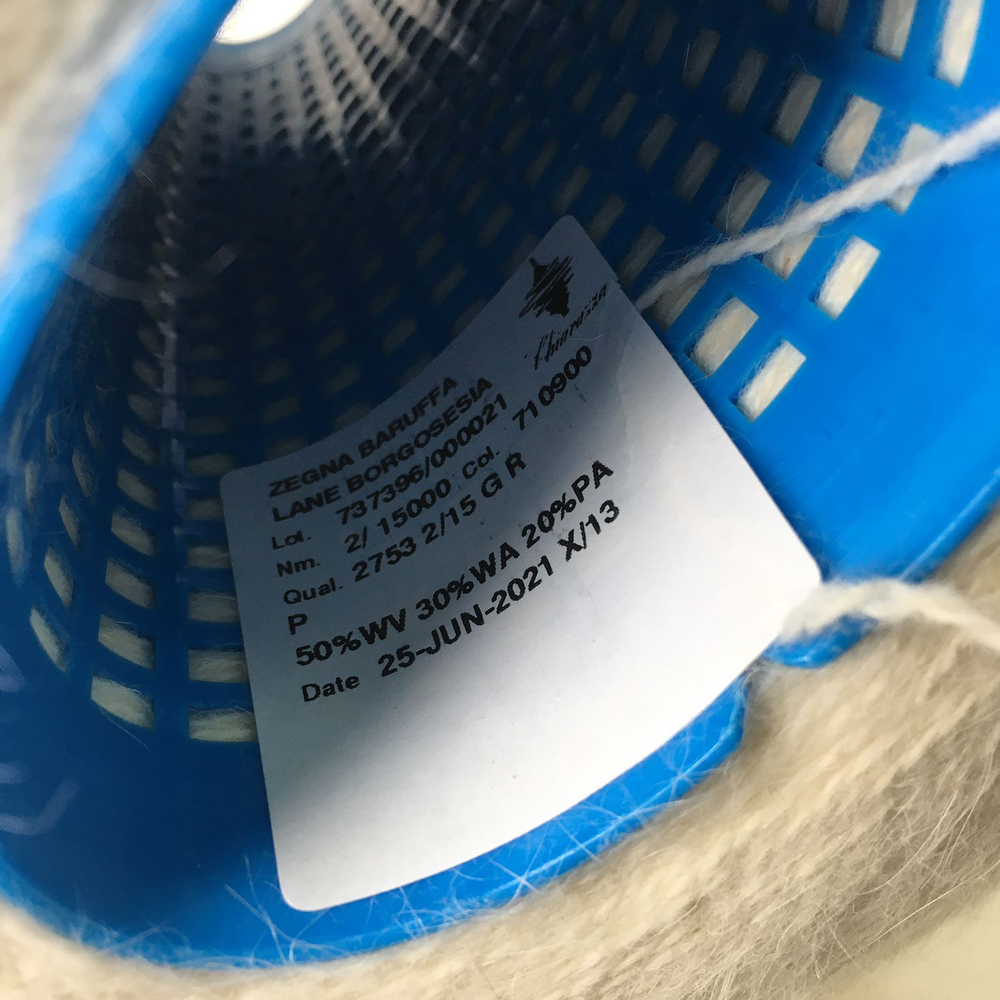 Chiavazza
ZEGNA BARUFFA
LANE BORGOSESIA
Lot. 737396/000021
Nm. 2/ 15000 Col. 710900
Qual. 2753 2/15 G R
P
50%WV 30%WA 20%PA
Date 25-JUN-2021 X/13